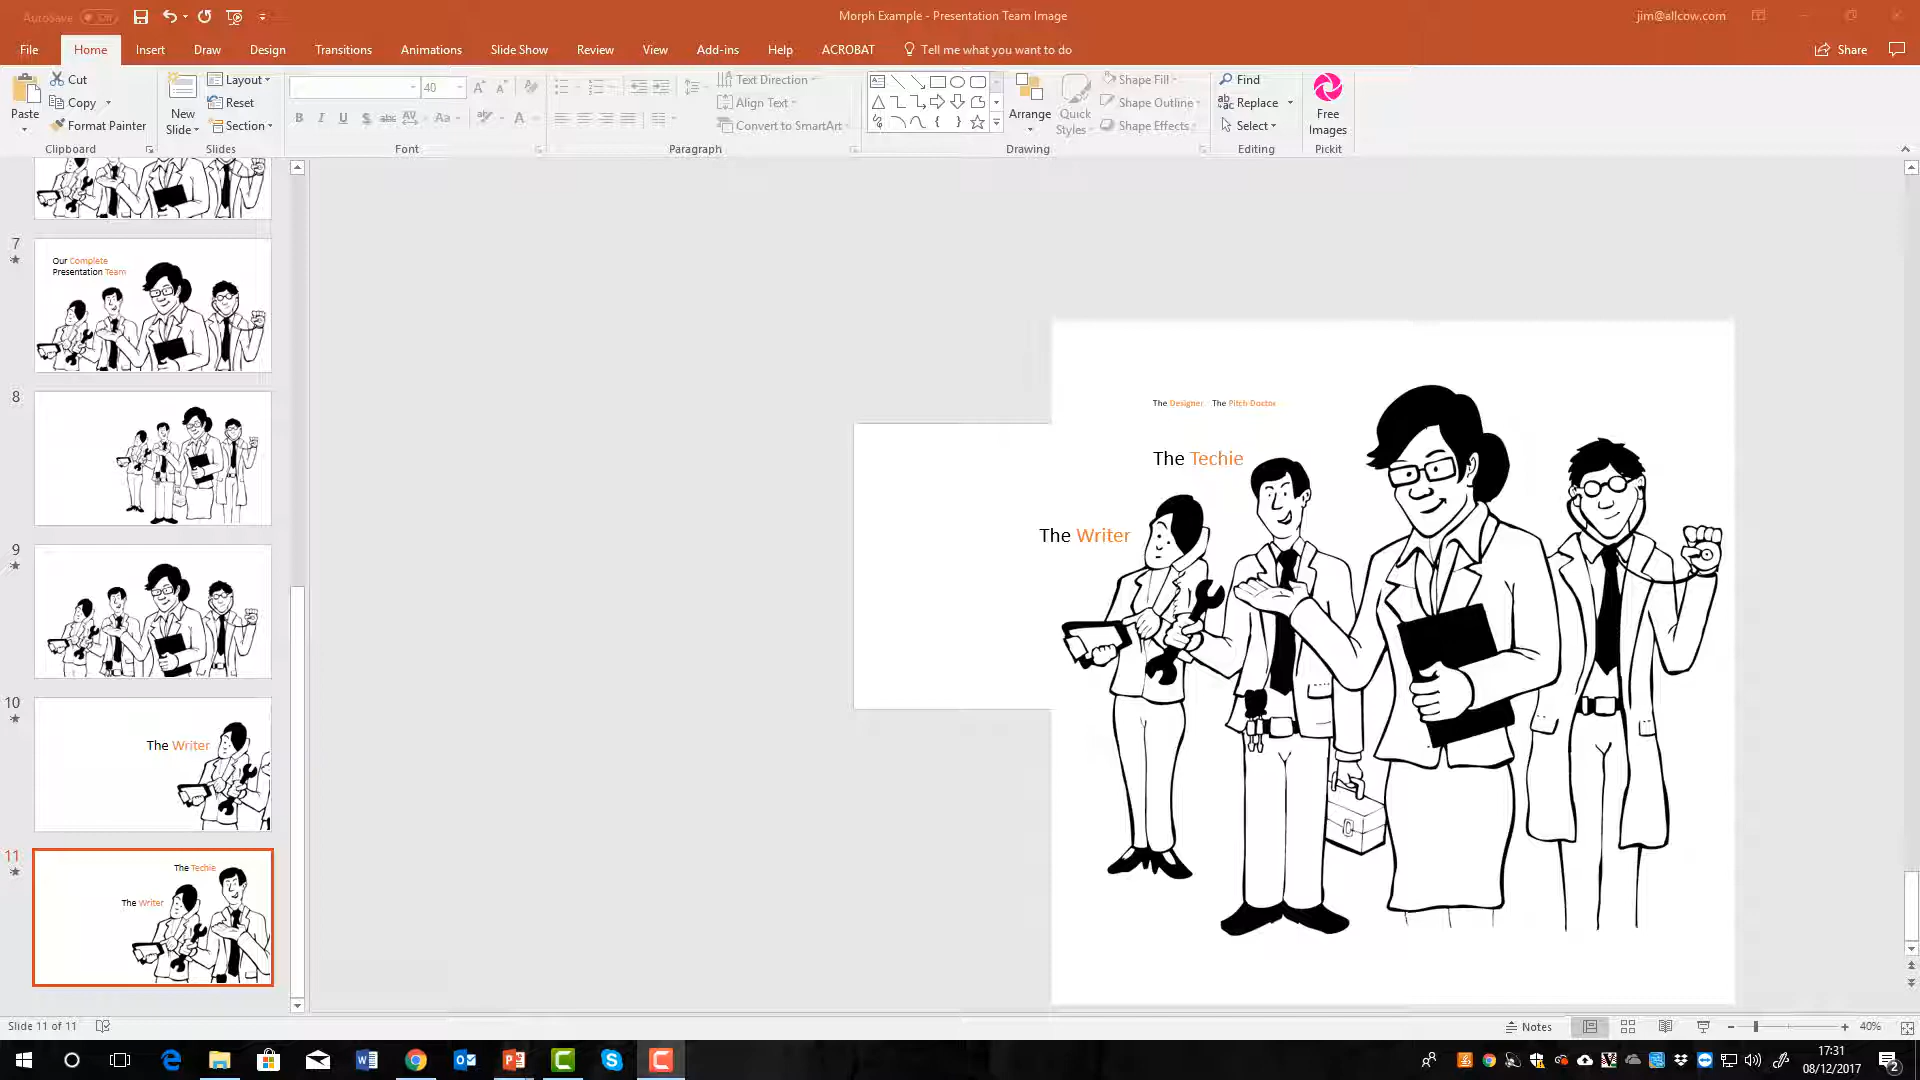 AutoSave Off
Morph Example - Presentation Team Image
jim@allcow.com
File Home Insert Draw Design Transitions Animations Slide Show Review View Add-ins Help ACROBAT Tell me what you want to do
Share
Paste
Cut
Copy
Format Painter
Clipboard
New
Slide
Layout
Reset
Section
Slides
40
Font
Text Direction
Align Text
Convert to SmartArt
Paragraph
Arrange
Quick
Styles
Shape Fill
Shape Outline
Shape Effects
Drawing
Find
Replace
Select
Editing
Free
Images
Pickit
7
Our Complete
Presentation Team
8
9
10
The Writer
11
The Techie
The Writer
The Designer The Pitch Doctor
The Techie
The Writer
Slide 11 of 11
Notes
40%
17:31
08/12/2017
2